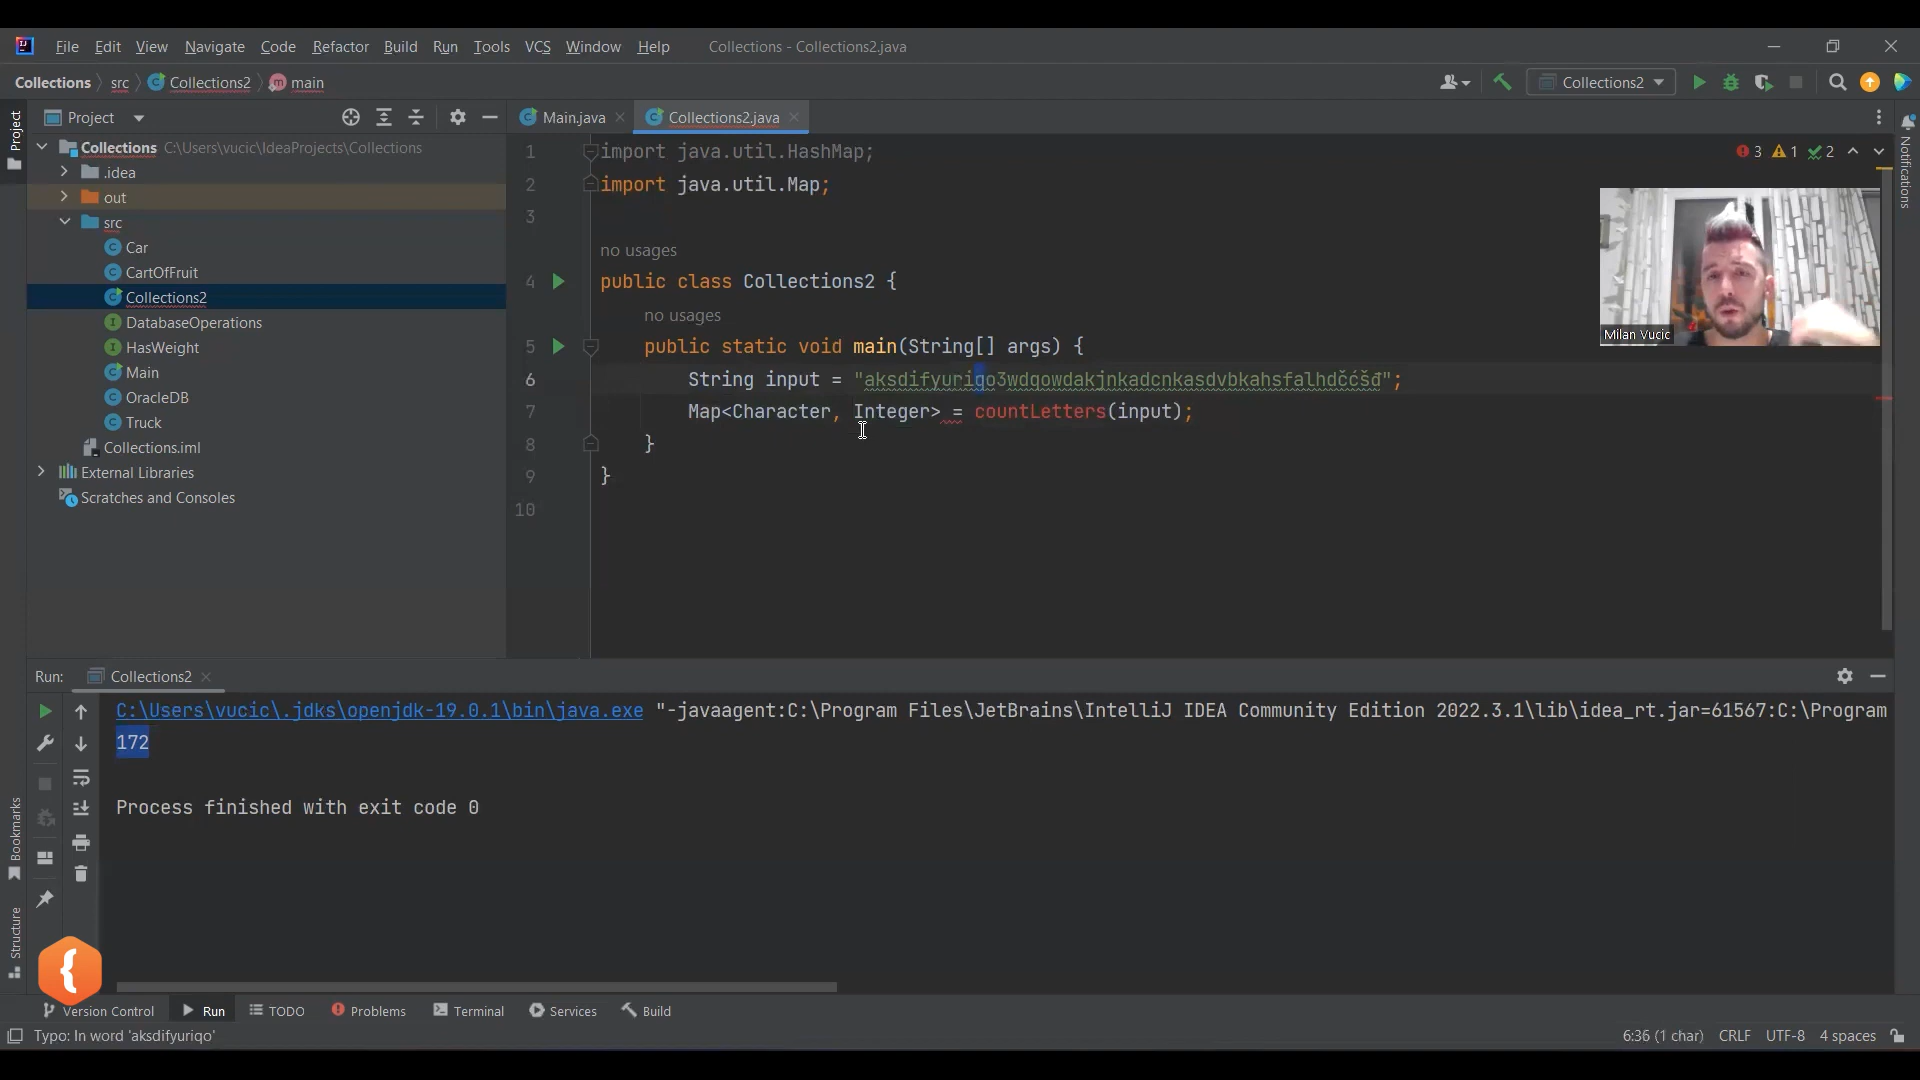 File Edit View Navigate Code Refactor Build Run Tools VCS Window Help Collections - Collections2.java
Collections src Collections2 main Collections2
Project
Project
Main.java Collections2.java
Notifications
Collections C:\Users\vucic\IdeaProjects\Collections
.idea
out
src
Car
CartOfFruit
Collections2
DatabaseOperations
HasWeight
Main
OracleDB
Truck
Collections.iml
External Libraries
Scratches and Consoles
3 1 2
1 import java.util.HashMap;
2 import java.util.Map;
3
no usages
4 public class Collections2 {
no usages
5 public static void main(String[] args) {
6 String input = "aksdifyuriqo3wdqowdakjnkadcnkasdvbkahsfalhdčćšđ";
7 Map<Character, Integer> = countLetters(input);
8 }
9 }
10
Milan Vucic
Run: Collections2
C:\Users\vucic\.jdks\openjdk-19.0.1\bin\java.exe "-javaagent:C:\Program Files\JetBrains\IntelliJ IDEA Community Edition 2022.3.1\lib\idea_rt.jar=61567:C:\Program
172
Process finished with exit code 0
Bookmarks
Structure
Version Control Run TODO Problems Terminal Services Build
Typo: In word 'aksdifyuriqo' 6:36 (1 char) CRLF UTF-8 4 spaces